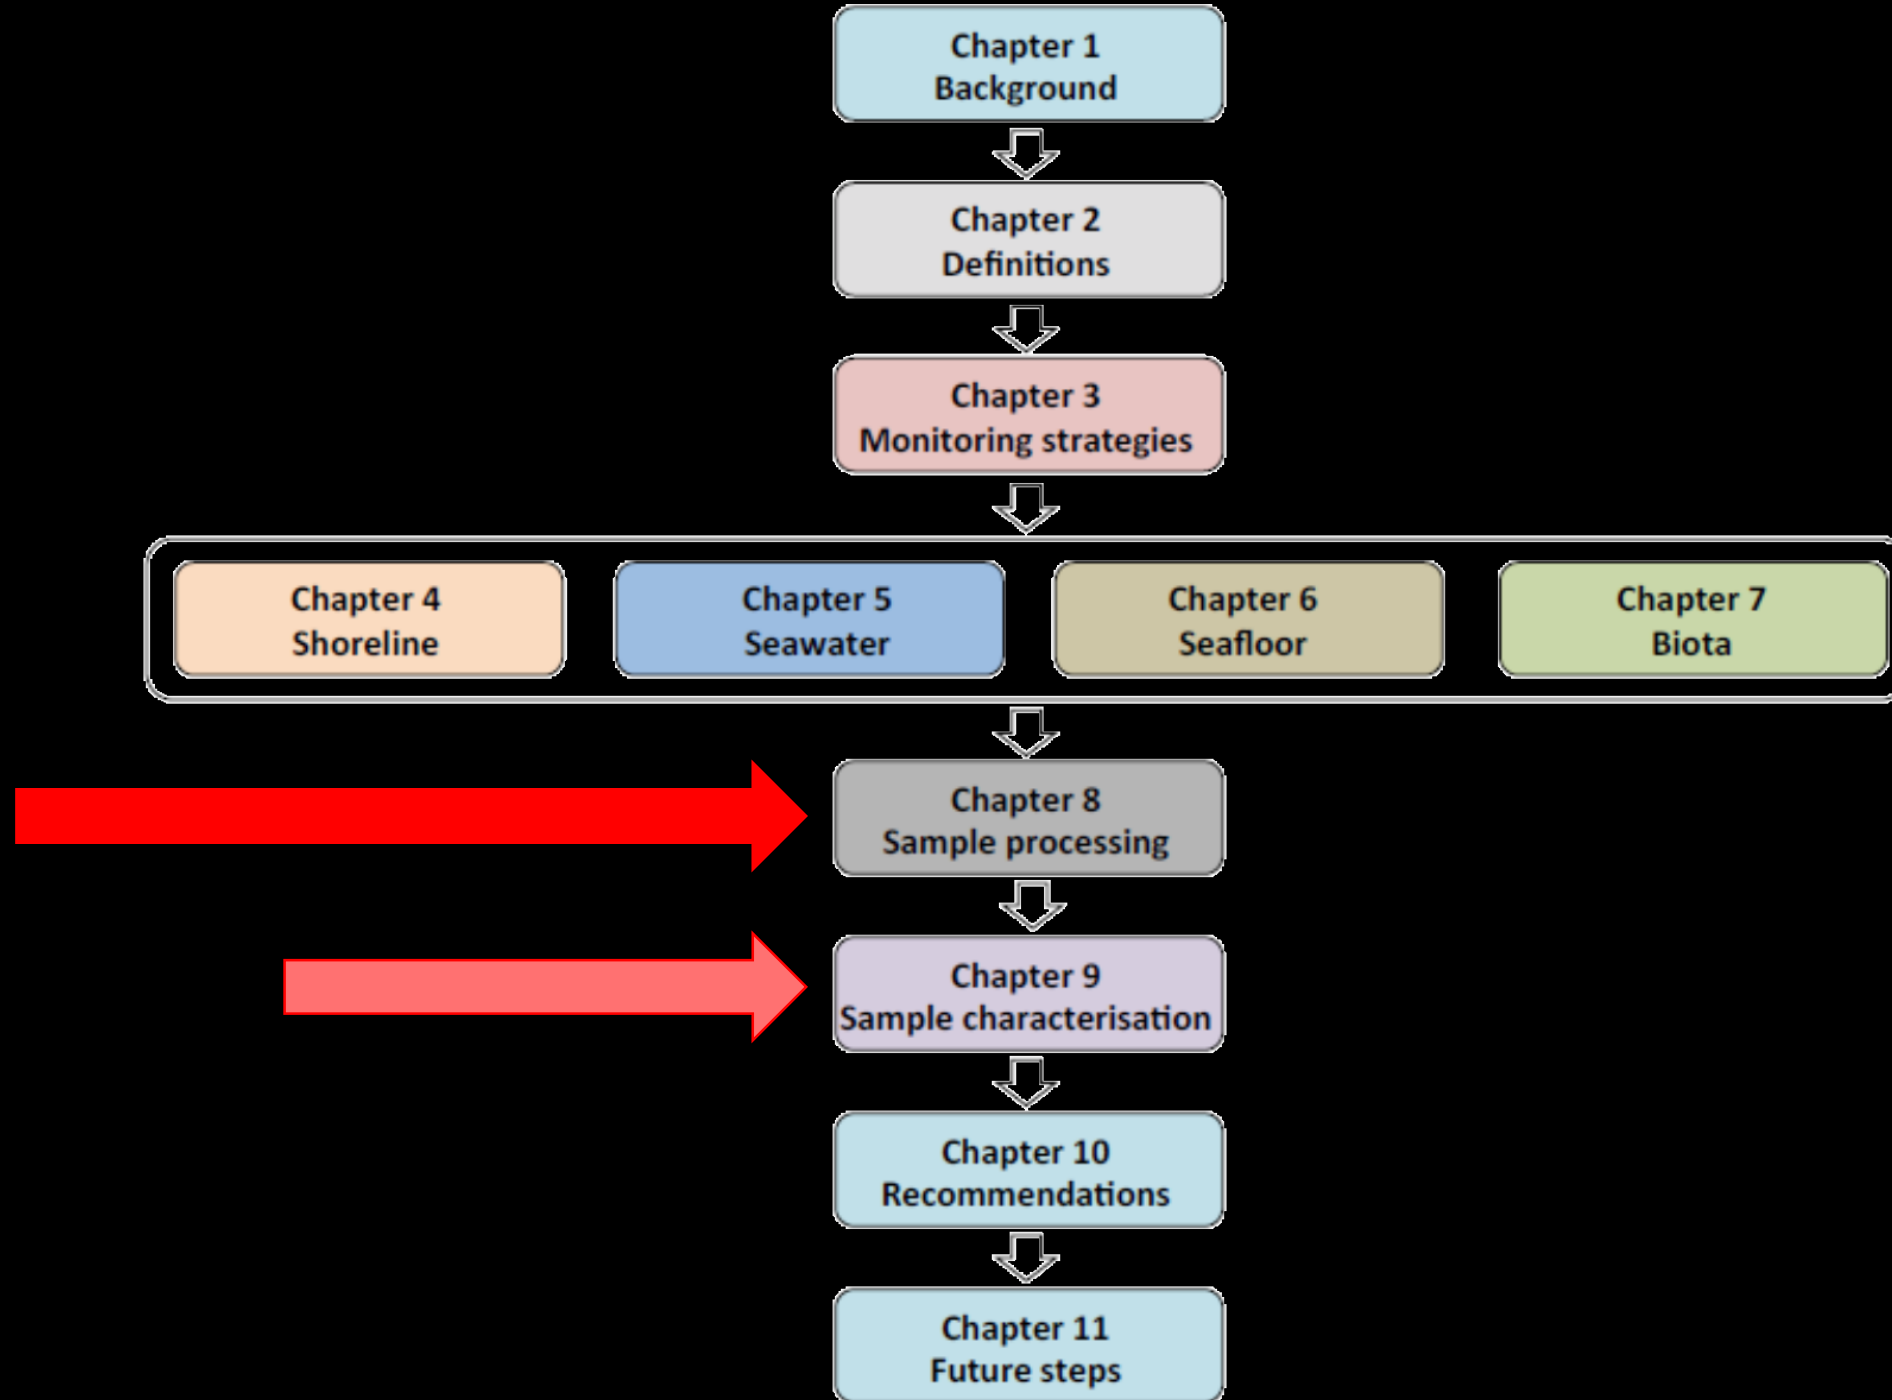 Chapter 1
Background
Chapter 2
Definitions
Chapter 3
Monitoring strategies
Chapter 4
Shoreline
Chapter 5
Seawater
Chapter 6
Seafloor
Chapter 7
Biota
Chapter 8
Sample processing
Chapter 9
Sample characterisation
Chapter 10
Recommendations
Chapter 11
Future steps